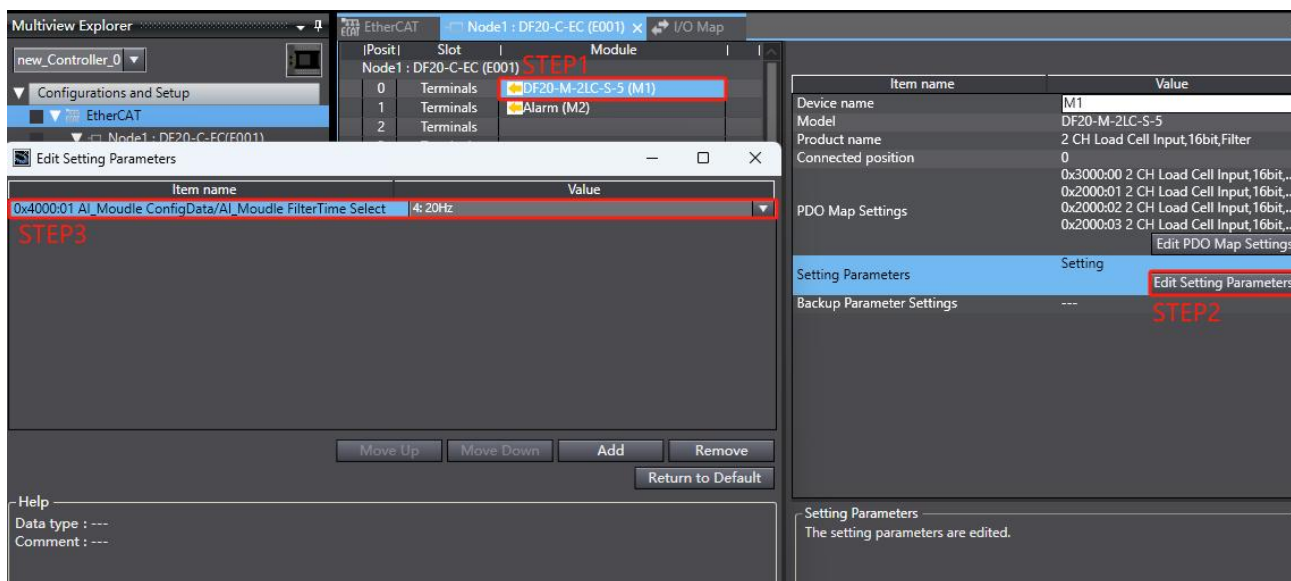 Multiview Explorer
new_Controller_0
Configurations and Setup
EtherCAT
Node1 : DF20-C-EC(E001)
EtherCAT
Node1 : DF20-C-EC (E001)
I/O Map
|Posit| Slot | Module |
Node1 : DF20-C-EC (E001)
STEP1
0 Terminals DF20-M-2LC-S-5 (M1)
1 Terminals Alarm (M2)
2 Terminals
Edit Setting Parameters
Item name Value
0x4000:01 AI_Moudle ConfigData/AI_Moudle FilterTime Select 4: 20Hz
STEP3
Move Up Move Down Add Remove
Return to Default
Help
Data type : ---
Comment : ---
Item name Value
Device name M1
Model DF20-M-2LC-S-5
Product name 2 CH Load Cell Input,16bit,Filter
Connected position 0
PDO Map Settings
0x3000:00 2 CH Load Cell Input,16bit,..
0x2000:01 2 CH Load Cell Input,16bit,..
0x2000:02 2 CH Load Cell Input,16bit,..
0x2000:03 2 CH Load Cell Input,16bit,..
Edit PDO Map Settings
Setting Parameters Setting
Edit Setting Parameters
STEP2
Backup Parameter Settings ---
Setting Parameters
The setting parameters are edited.